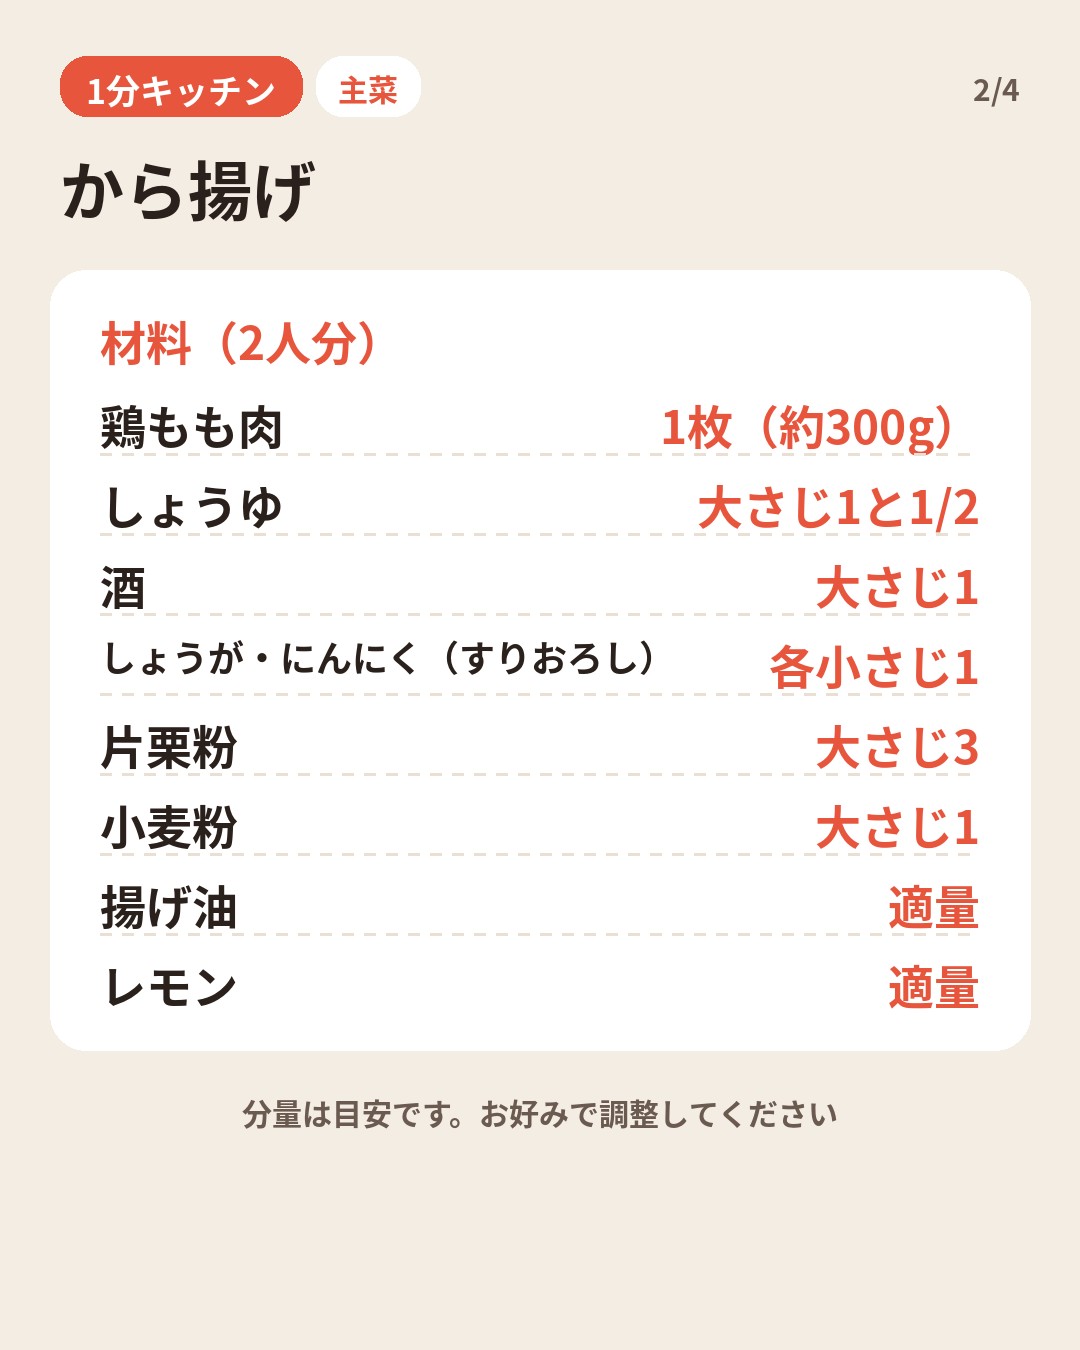 1分キッチン 主菜 2/4
から揚げ
材料（2人分）
鶏もも肉 1枚（約300g）
しょうゆ 大さじ1と1/2
酒 大さじ1
しょうが・にんにく（すりおろし） 各小さじ1
片栗粉 大さじ3
小麦粉 大さじ1
揚げ油 適量
レモン 適量
分量は目安です。お好みで調整してください